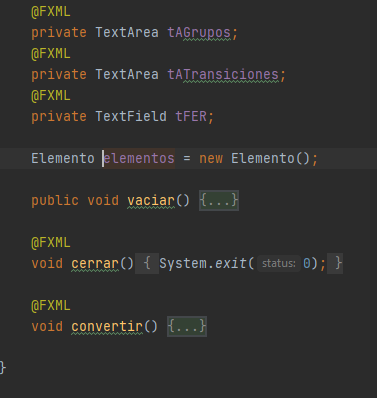 @FXML
private TextArea tAGrupos;
@FXML
private TextArea tATransiciones;
@FXML
private TextField tFER;
Elemento elementos = new Elemento();
public void vaciar() {...}
@FXML
void cerrar() { System.exit( status: 0); }
@FXML
void convertir() {...}
}